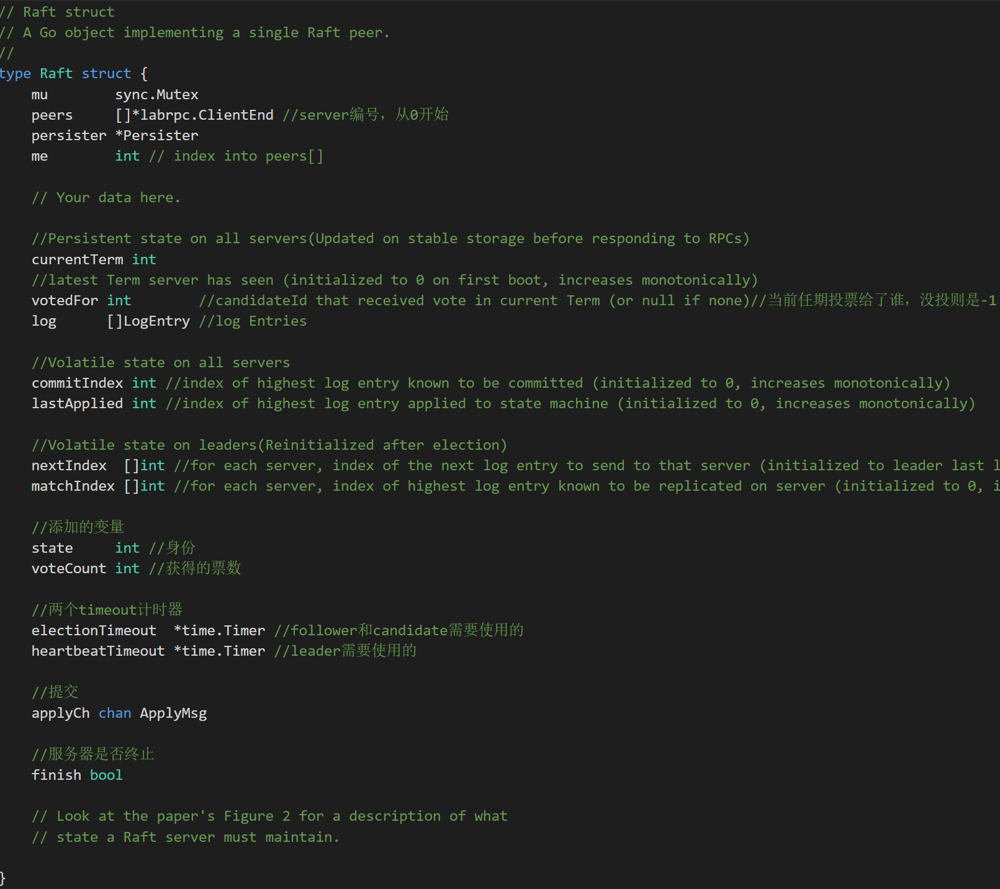 // Raft struct
// A Go object implementing a single Raft peer.
//
type Raft struct {
    mu        sync.Mutex
    peers     []*labrpc.ClientEnd //server编号，从0开始
    persister *Persister
    me        int // index into peers[]

    // Your data here.

    //Persistent state on all servers(Updated on stable storage before responding to RPCs)
    currentTerm int
    //latest Term server has seen (initialized to 0 on first boot, increases monotonically)
    votedFor int        //candidateId that received vote in current Term (or null if none)//当前任期投票给了谁，没投则是-1
    log      []LogEntry //log Entries

    //Volatile state on all servers
    commitIndex int //index of highest log entry known to be committed (initialized to 0, increases monotonically)
    lastApplied int //index of highest log entry applied to state machine (initialized to 0, increases monotonically)

    //Volatile state on leaders(Reinitialized after election)
    nextIndex  []int //for each server, index of the next log entry to send to that server (initialized to leader last l
    matchIndex []int //for each server, index of highest log entry known to be replicated on server (initialized to 0, i

    //添加的变量
    state     int //身份
    voteCount int //获得的票数

    //两个timeout计时器
    electionTimeout  *time.Timer //follower和candidate需要使用的
    heartbeatTimeout *time.Timer //leader需要使用的

    //提交
    applyCh chan ApplyMsg

    //服务器是否终止
    finish bool

    // Look at the paper's Figure 2 for a description of what
    // state a Raft server must maintain.

}